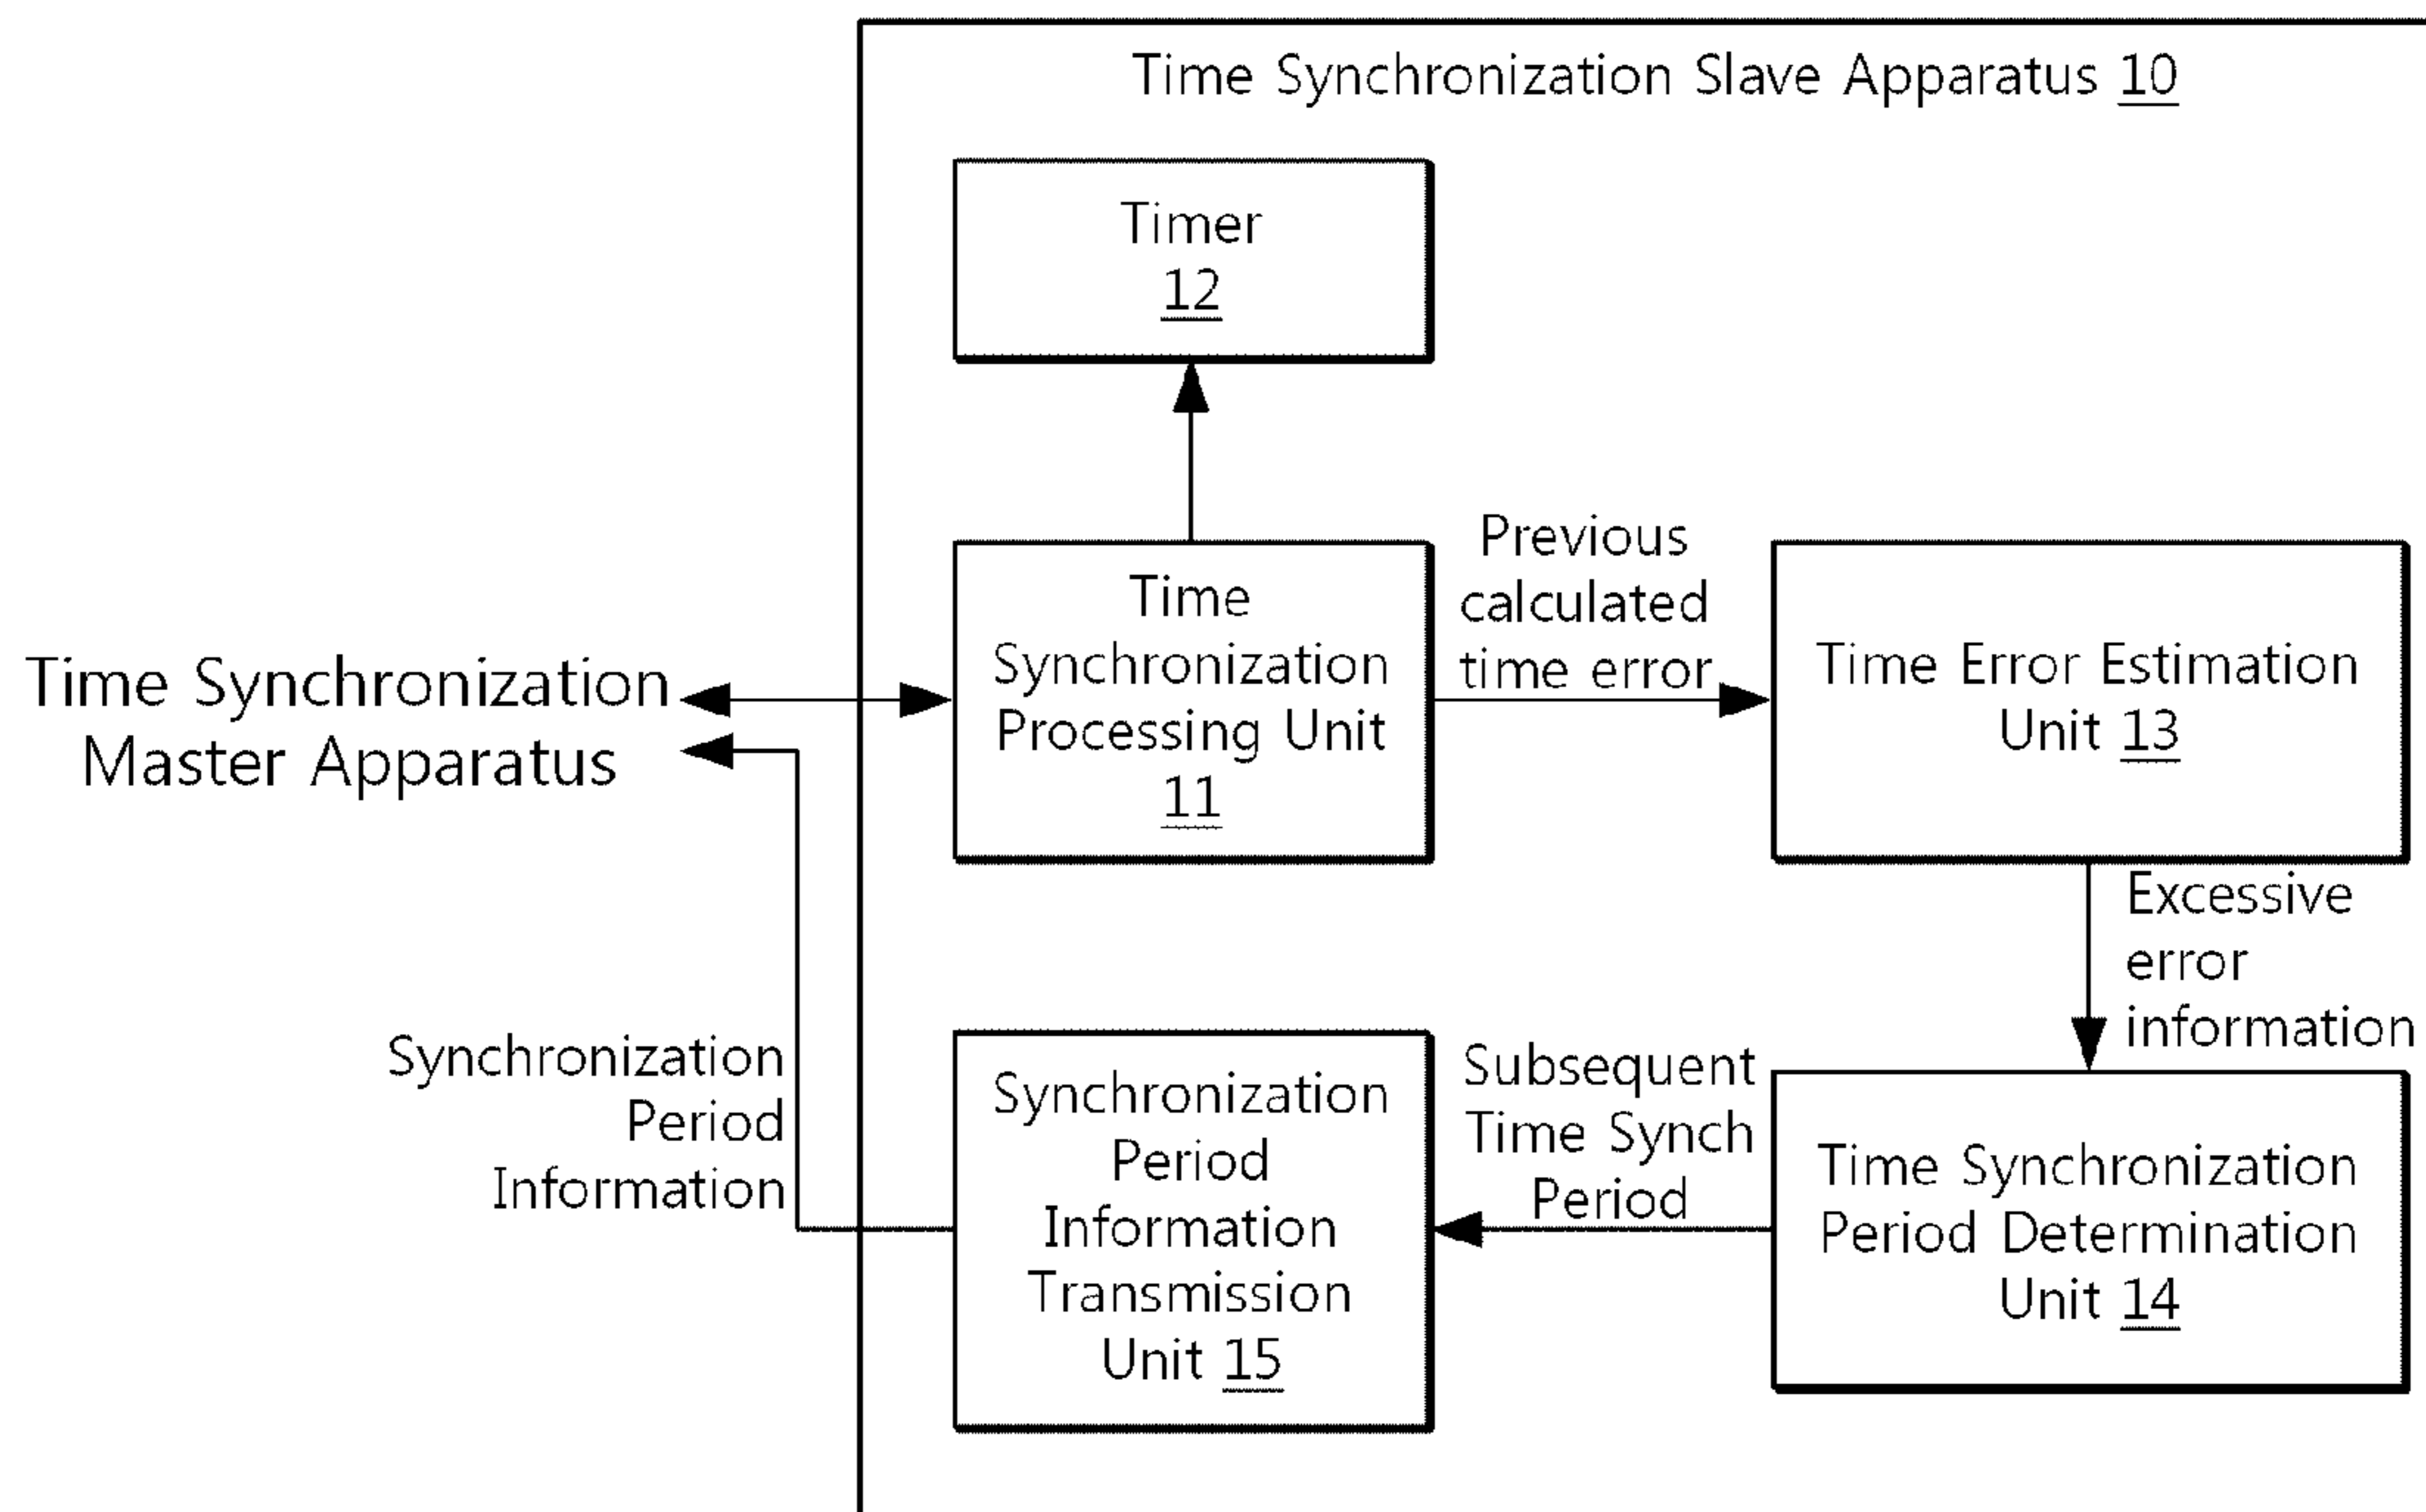 Time Synchronization Slave Apparatus 10
Timer
12
Time Synchronization
Master Apparatus
Time
Synchronization
Processing Unit
11
Previous
calculated
time error
Time Error Estimation
Unit 13
Excessive
error
information
Synchronization
Period
Information
Synchronization
Period
Information
Transmission
Unit 15
Subsequent
Time Synch
Period
Time Synchronization
Period Determination
Unit 14